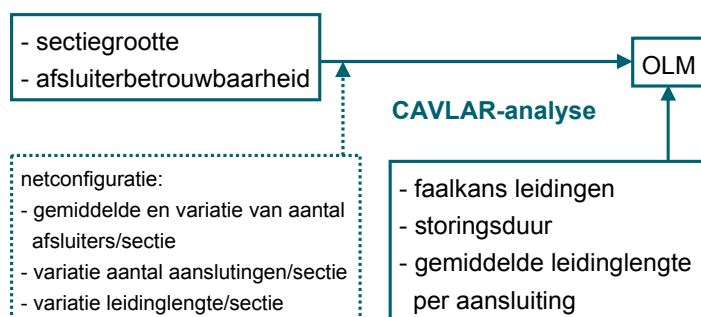 - sectiegrootte
- afsluiterbetrouwbaarheid
OLM
CAVLAR-analyse
netconfiguratie:
- gemiddelde en variatie van aantal
afsluiters/sectie
- variatie aantal aanslutingen/sectie
- variatie leidinglengte/sectie
- faalkans leidingen
- storingsduur
- gemiddelde leidinglengte
per aansluiting